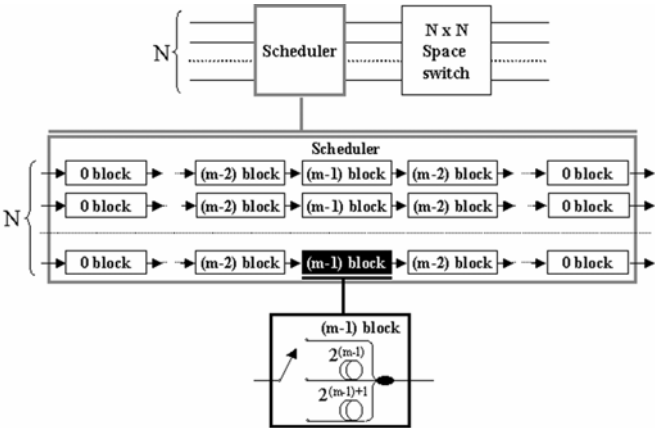 N
Scheduler
N x N
Space
switch
Scheduler
N
0 block (m-2) block (m-1) block (m-2) block 0 block
0 block (m-2) block (m-1) block (m-2) block 0 block
0 block (m-2) block (m-1) block (m-2) block 0 block
(m-1) block
2^(m-1)
2^(m-1)+1